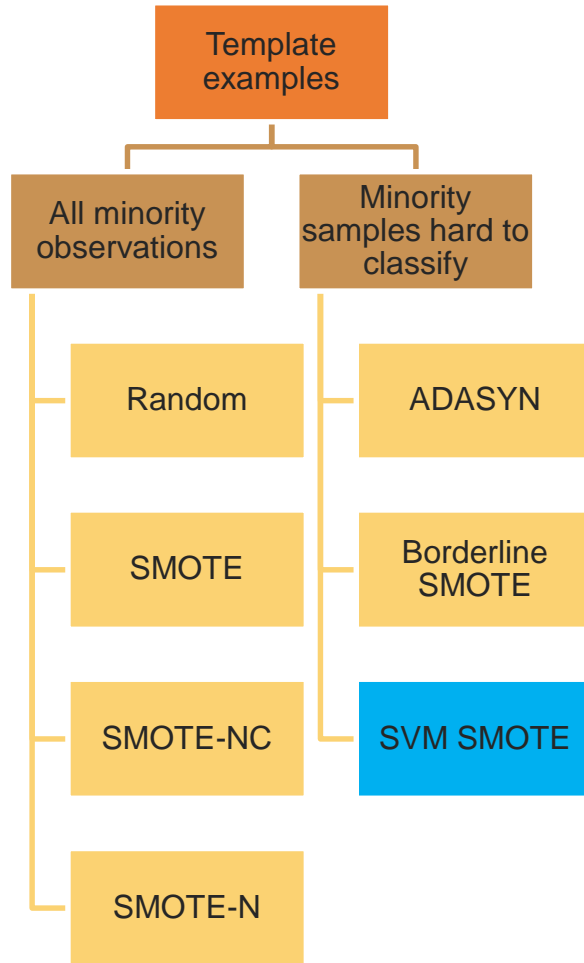 Template
examples
All minority
observations
Minority
samples hard to
classify
Random
ADASYN
SMOTE
Borderline
SMOTE
SMOTE-NC
SVM SMOTE
SMOTE-N